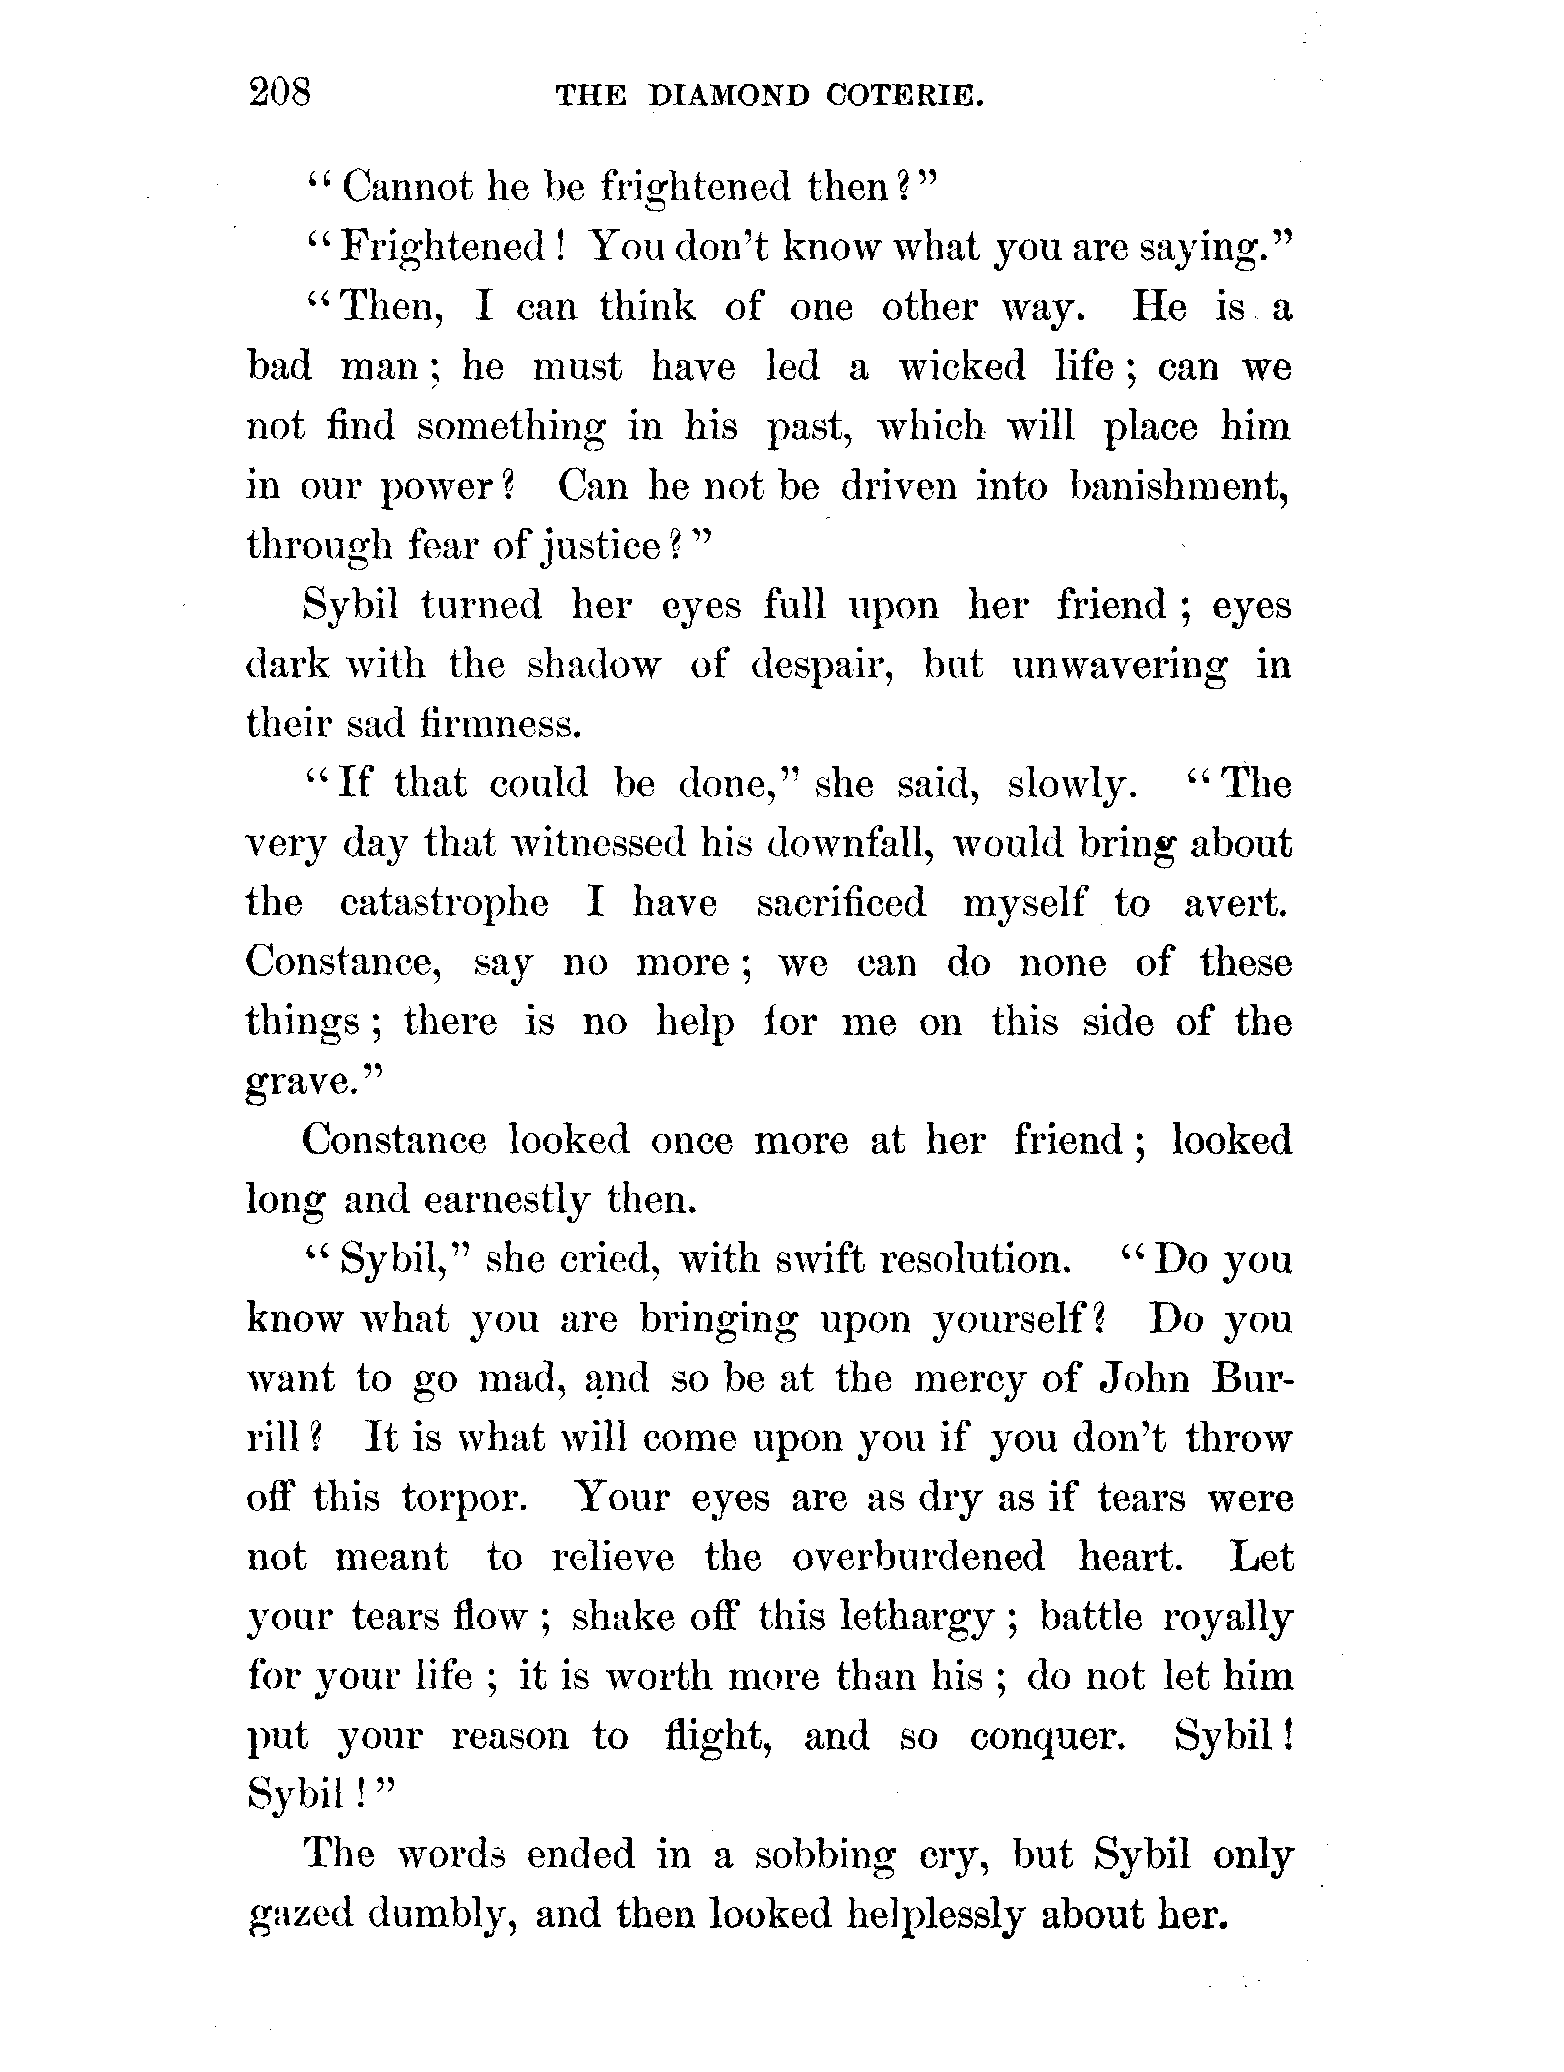 208 THE DIAMOND COTERIE.
“Cannot he be frightened then?”
“Frightened! You don't know what you are saying.”
“Then, I can think of one other way. He is a
bad man; he must have led a wicked life; can we
not find something in his past, which will place him
in our power? Can he not be driven into banishment,
through fear of justice?”
Sybil turned her eyes full upon her friend; eyes
dark with the shadow of despair, but unwavering in
their sad firmness.
“If that could be done,” she said, slowly. “The
very day that witnessed his downfall, would bring about
the catastrophe I have sacrificed myself to avert.
Constance, say no more; we can do none of these
things; there is no help for me on this side of the
grave.”
Constance looked once more at her friend; looked
long and earnestly then.
“Sybil,” she cried, with swift resolution. “Do you
know what you are bringing upon yourself? Do you
want to go mad, and so be at the mercy of John Bur-
rill? It is what will come upon you if you don't throw
off this torpor. Your eyes are as dry as if tears were
not meant to relieve the overburdened heart. Let
your tears flow; shake off this lethargy; battle royally
for your life; it is worth more than his; do not let him
put your reason to flight, and so conquer. Sybil!
Sybil!”
The words ended in a sobbing cry, but Sybil only
gazed dumbly, and then looked helplessly about her.